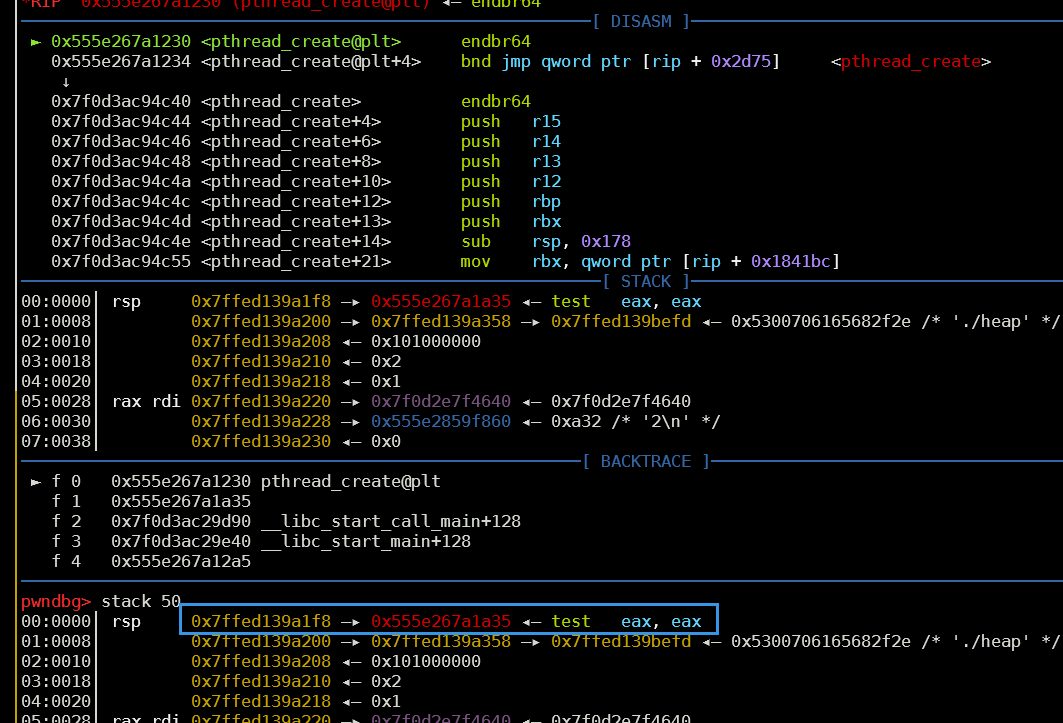 *RIP  0x555e267a1230 (pthread_create@plt) ◂— endbr64
[ DISASM ]
► 0x555e267a1230 <pthread_create@plt>      endbr64
0x555e267a1234 <pthread_create@plt+4>    bnd jmp qword ptr [rip + 0x2d75]     <pthread_create>
↓
0x7f0d3ac94c40 <pthread_create>          endbr64
0x7f0d3ac94c44 <pthread_create+4>        push   r15
0x7f0d3ac94c46 <pthread_create+6>        push   r14
0x7f0d3ac94c48 <pthread_create+8>        push   r13
0x7f0d3ac94c4a <pthread_create+10>       push   r12
0x7f0d3ac94c4c <pthread_create+12>       push   rbp
0x7f0d3ac94c4d <pthread_create+13>       push   rbx
0x7f0d3ac94c4e <pthread_create+14>       sub    rsp, 0x178
0x7f0d3ac94c55 <pthread_create+21>       mov    rbx, qword ptr [rip + 0x1841bc]
[ STACK ]
00:0000│ rsp     0x7ffed139a1f8 —▸ 0x555e267a1a35 ◂— test   eax, eax
01:0008│         0x7ffed139a200 —▸ 0x7ffed139a358 —▸ 0x7ffed139befd ◂— 0x5300706165682f2e /* './heap' */
02:0010│         0x7ffed139a208 ◂— 0x101000000
03:0018│         0x7ffed139a210 ◂— 0x2
04:0020│         0x7ffed139a218 ◂— 0x1
05:0028│ rax rdi 0x7ffed139a220 —▸ 0x7f0d2e7f4640 ◂— 0x7f0d2e7f4640
06:0030│         0x7ffed139a228 —▸ 0x555e2859f860 ◂— 0xa32 /* '2\n' */
07:0038│         0x7ffed139a230 ◂— 0x0
[ BACKTRACE ]
► f 0   0x555e267a1230 pthread_create@plt
f 1   0x555e267a1a35
f 2   0x7f0d3ac29d90 __libc_start_call_main+128
f 3   0x7f0d3ac29e40 __libc_start_main+128
f 4   0x555e267a12a5
pwndbg> stack 50
00:0000│ rsp     0x7ffed139a1f8 —▸ 0x555e267a1a35 ◂— test   eax, eax
01:0008│         0x7ffed139a200 —▸ 0x7ffed139a358 —▸ 0x7ffed139befd ◂— 0x5300706165682f2e /* './heap' */
02:0010│         0x7ffed139a208 ◂— 0x101000000
03:0018│         0x7ffed139a210 ◂— 0x2
04:0020│         0x7ffed139a218 ◂— 0x1
05:0028│ rax rdi 0x7ffed139a220 —▸ 0x7f0d2e7f4640 ◂— 0x7f0d2e7f4640